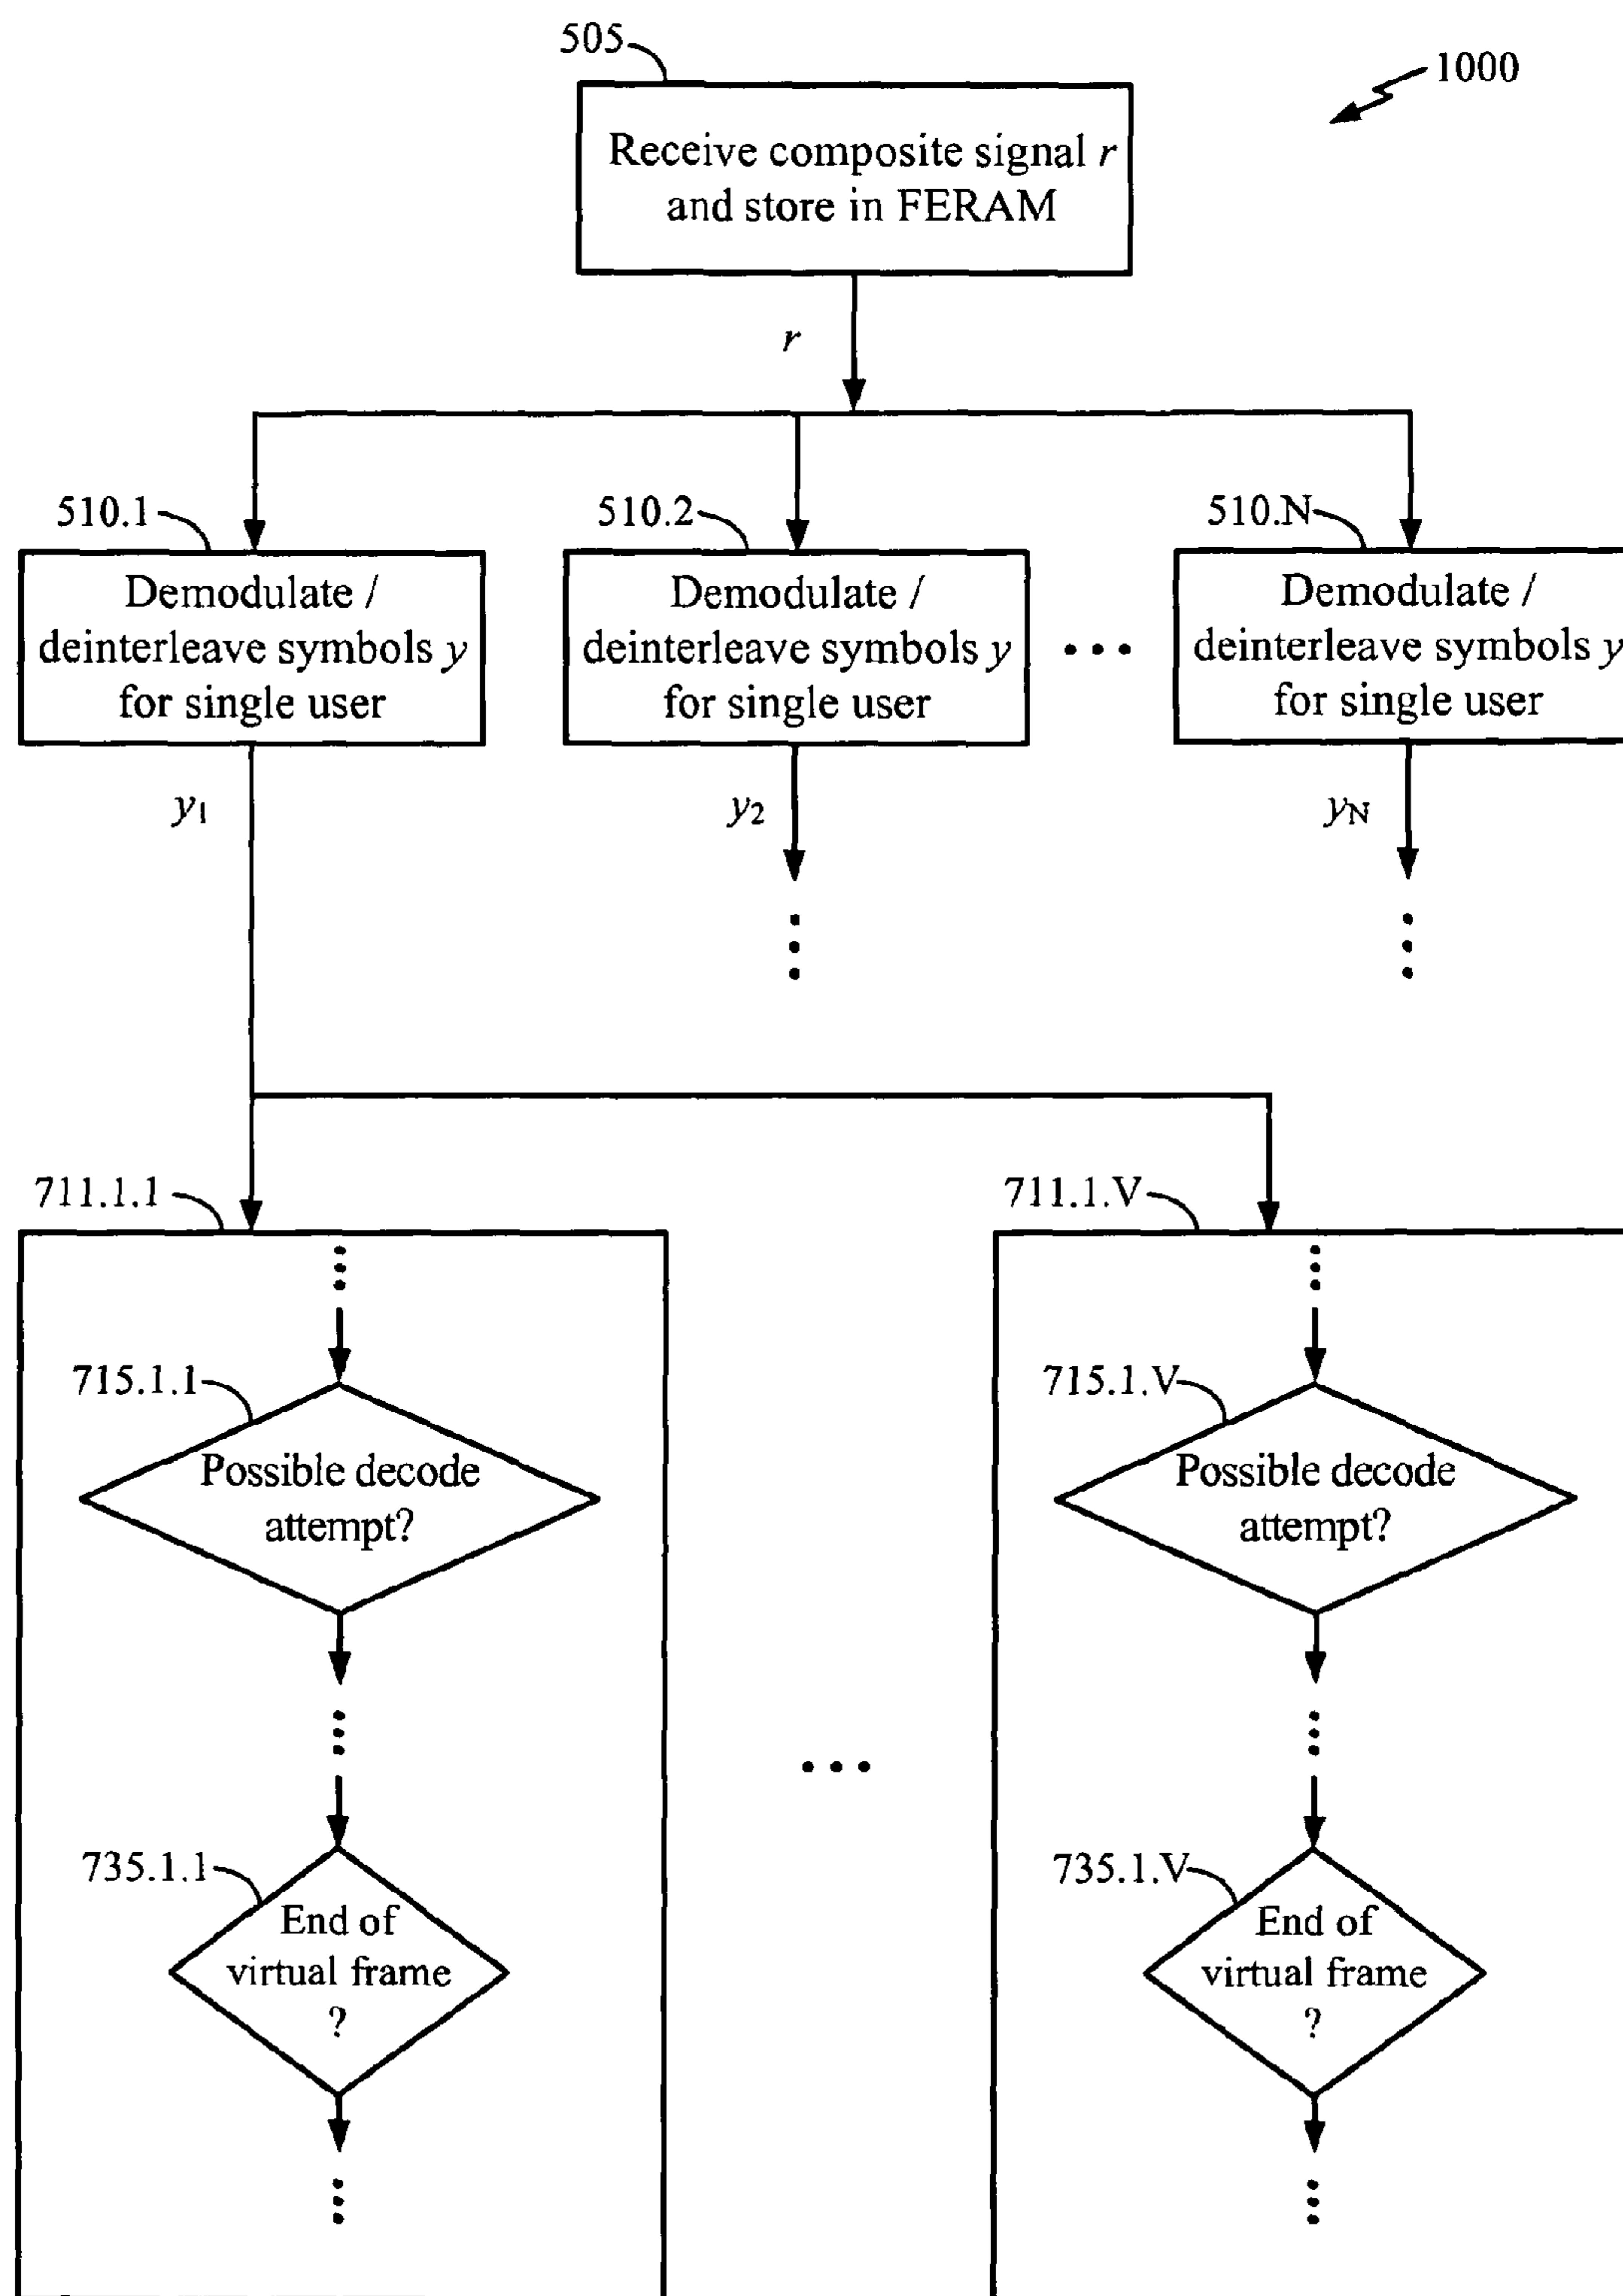 505
1000
Receive composite signal r
and store in FERAM
r
510.1
510.2
510.N
Demodulate /
deinterleave symbols y
for single user
Demodulate /
deinterleave symbols y
for single user
Demodulate /
deinterleave symbols y
for single user
y1
y2
yN
711.1.1
711.1.V
715.1.1
715.1.V
Possible decode
attempt?
Possible decode
attempt?
735.1.1
735.1.V
End of
virtual frame
?
End of
virtual frame
?